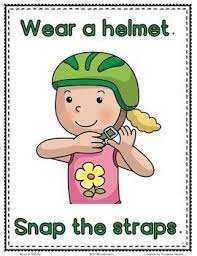 Wear a helmet.
Snap the straps.